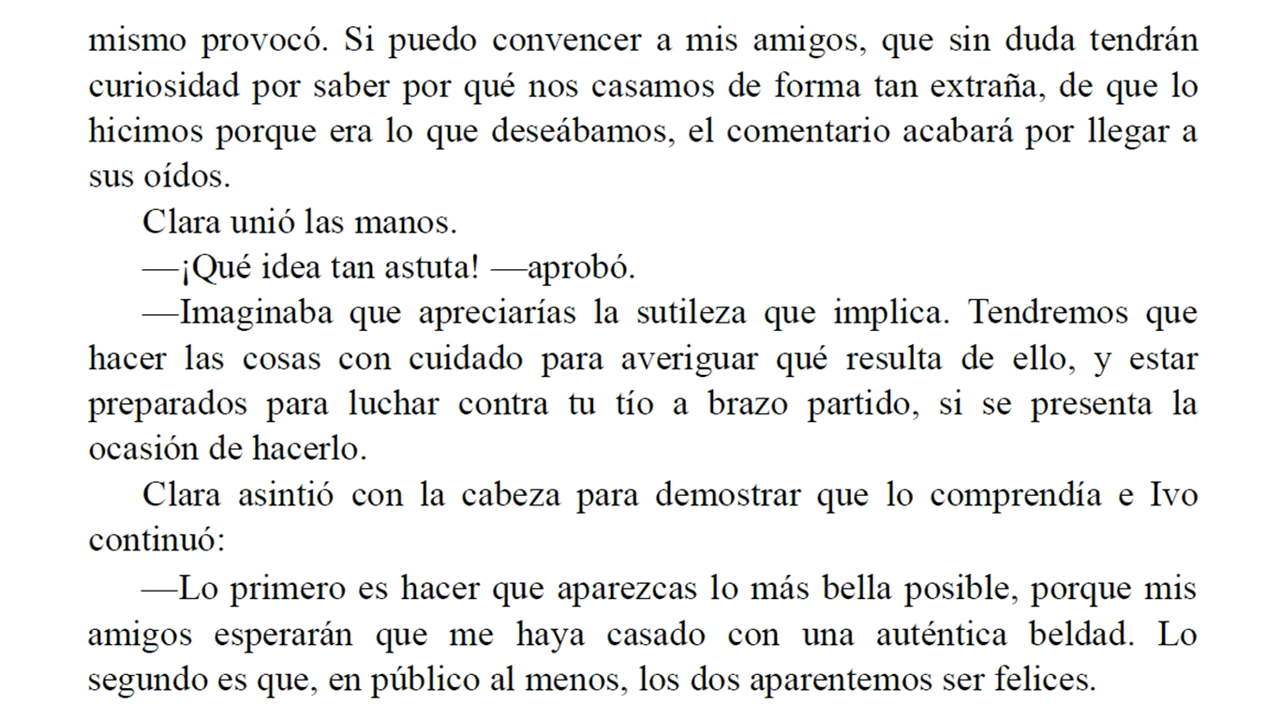 mismo provocó. Si puedo convencer a mis amigos, que sin duda tendrán
curiosidad por saber por qué nos casamos de forma tan extraña, de que lo
hicimos porque era lo que deseábamos, el comentario acabará por llegar a
sus oídos.
Clara unió las manos.
—¡Qué idea tan astuta! —aprobó.
—Imaginaba que apreciarías la sutileza que implica. Tendremos que
hacer las cosas con cuidado para averiguar qué resulta de ello, y estar
preparados para luchar contra tu tío a brazo partido, si se presenta la
ocasión de hacerlo.
Clara asintió con la cabeza para demostrar que lo comprendía e Ivo
continuó:
—Lo primero es hacer que aparezcas lo más bella posible, porque mis
amigos esperarán que me haya casado con una auténtica beldad. Lo
segundo es que, en público al menos, los dos aparentemos ser felices.